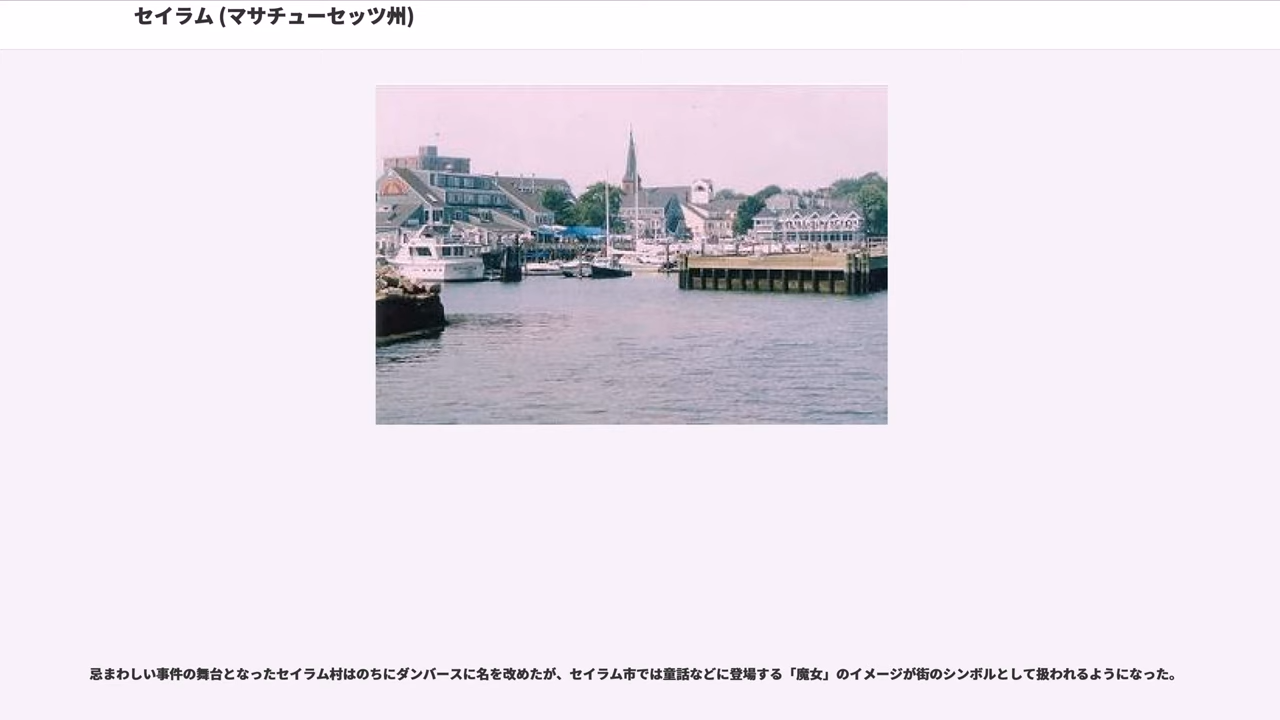 セイラム (マサチューセッツ州)
忌まわしい事件の舞台となったセイラム村はのちにダンバースに名を改めたが、セイラム市では童話などに登場する「魔女」のイメージが街のシンボルとして扱われるようになった。